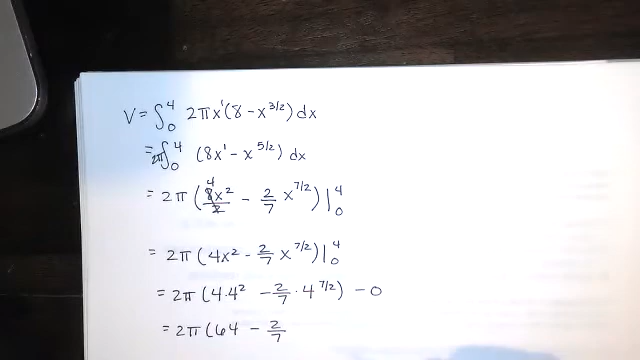 V = ∫₀⁴ 2πx¹(8 − x^{3/2}) dx
= 2π ∫₀⁴ (8x¹ − x^{5/2}) dx
= 2π (8x²/2 4 − 2/7 x^{7/2}) |₀⁴
= 2π (4x² − 2/7 x^{7/2}) |₀⁴
= 2π (4·4² − 2/7 · 4^{7/2}) − 0
= 2π (64 − 2/7